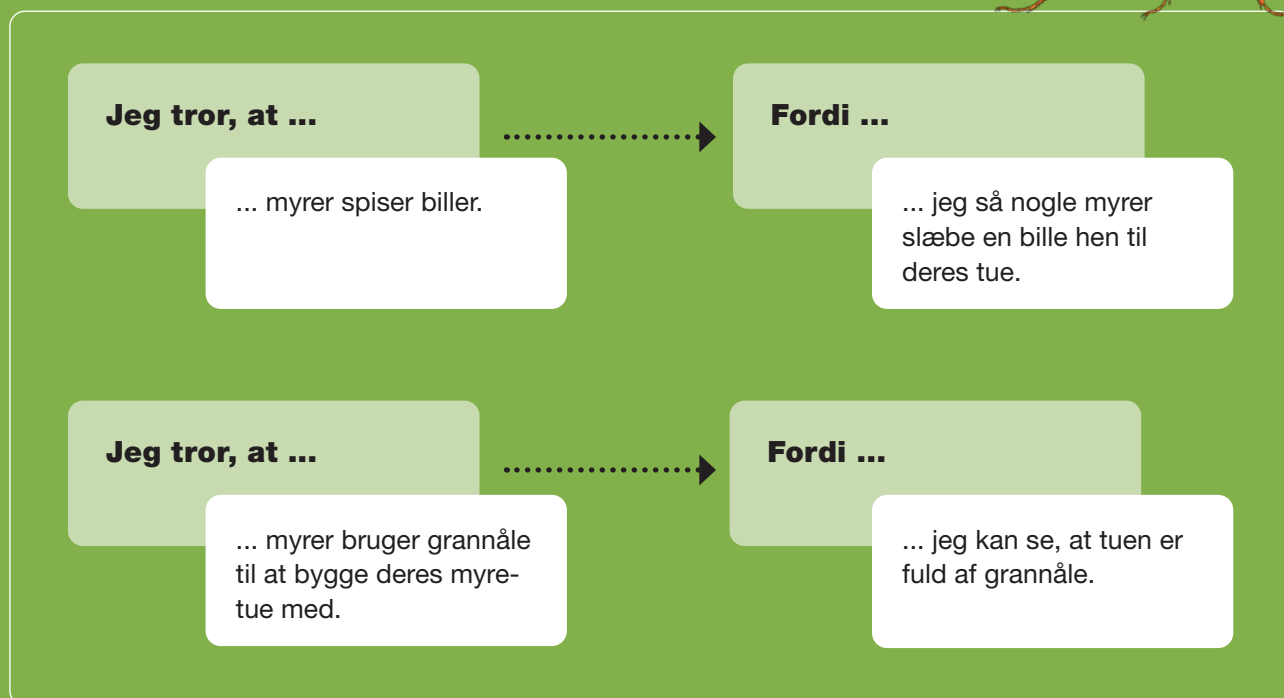 Jeg tror, at ...
... myrer spiser biller.
Fordi ...
... jeg så nogle myrer
slæbe en bille hen til
deres tue.
Jeg tror, at ...
... myrer bruger grannåle
til at bygge deres myre-
tue med.
Fordi ...
... jeg kan se, at tuen er
fuld af grannåle.